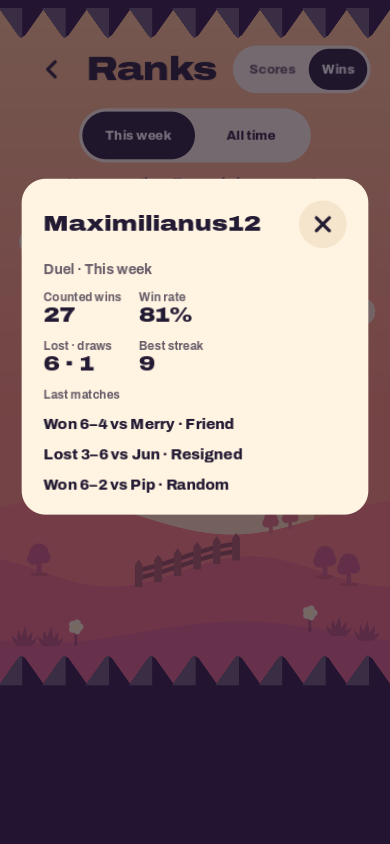 Ranks
Scores
Wins
This week
All time
Maximilianus12
Duel · This week
Counted wins
Win rate
27
81%
Lost · draws
Best streak
6 · 1
9
Last matches
Won 6–4 vs Merry · Friend
Lost 3–6 vs Jun · Resigned
Won 6–2 vs Pip · Random